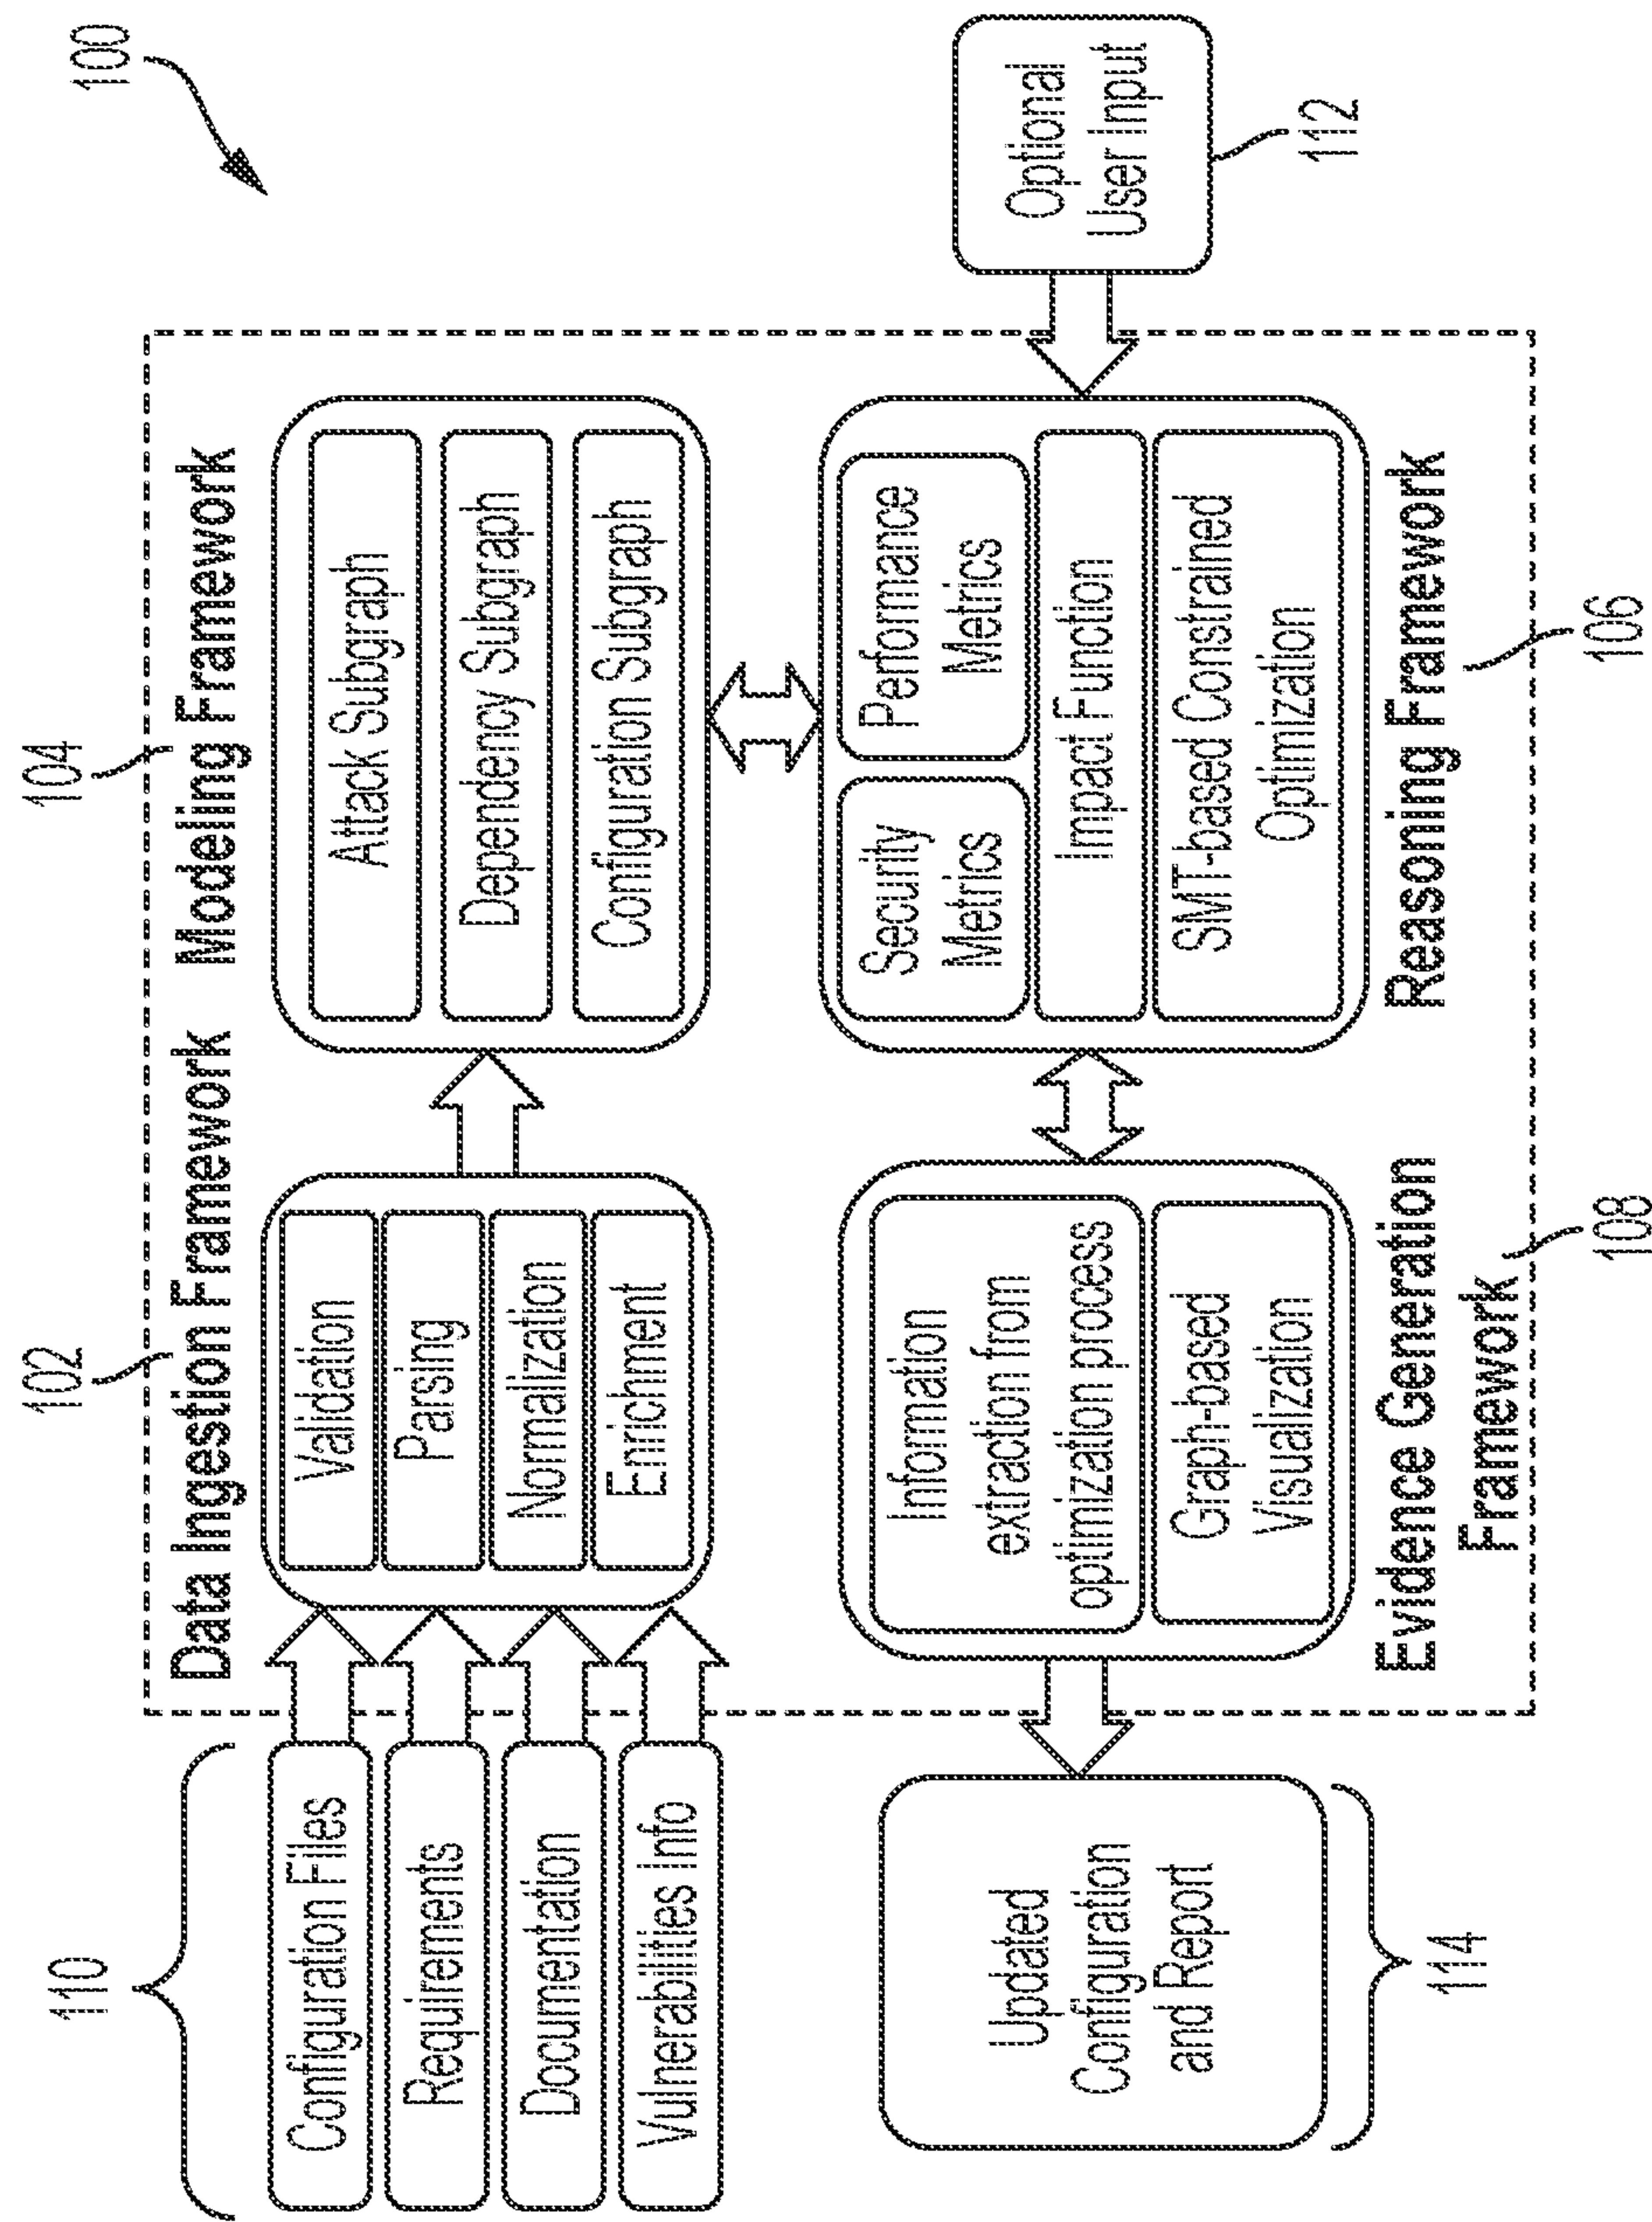 100
110
102
104
Data Ingestion Framework
Modeling Framework
Configuration Files
Requirements
Documentation
Vulnerabilities Info
Validation
Parsing
Normalization
Enrichment
Attack Subgraph
Dependency Subgraph
Configuration Subgraph
Updated
Configuration
and Report
114
Information
extraction from
optimization process
Graph-based
Visualization
Evidence Generation
Framework
108
Security
Metrics
Performance
Metrics
Impact Function
SMT-based Constrained
Optimization
Reasoning Framework
106
Optional
User Input
112